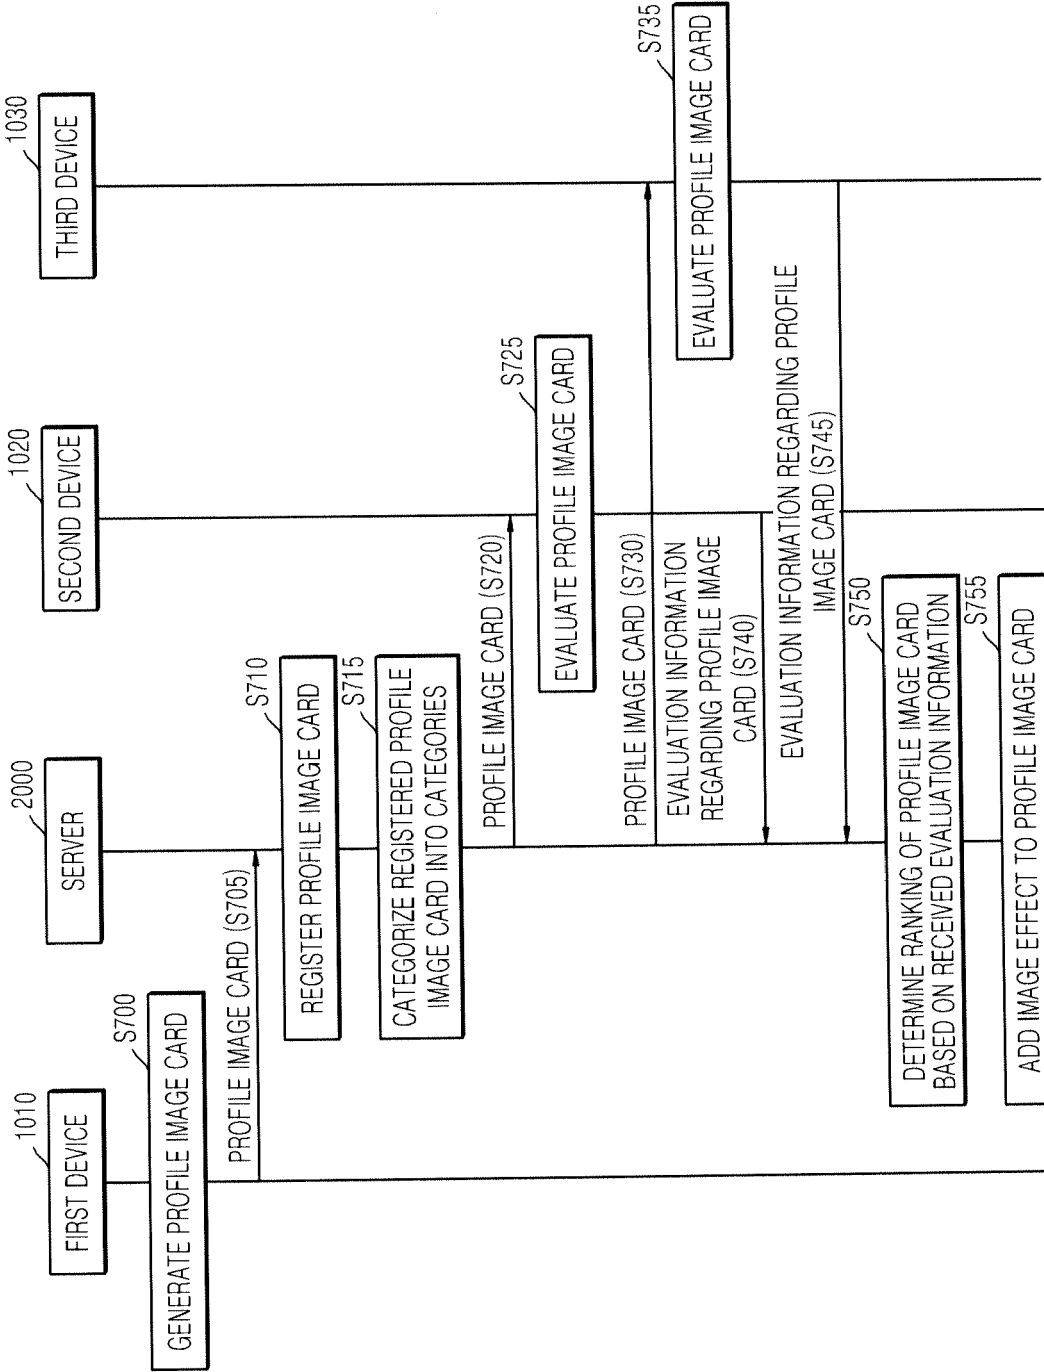 1010
FIRST DEVICE
2000
SERVER
1020
SECOND DEVICE
1030
THIRD DEVICE
S700
GENERATE PROFILE IMAGE CARD
PROFILE IMAGE CARD (S705)
S710
REGISTER PROFILE IMAGE CARD
S715
CATEGORIZE REGISTERED PROFILE
IMAGE CARD INTO CATEGORIES
PROFILE IMAGE CARD (S720)
S725
EVALUATE PROFILE IMAGE CARD
PROFILE IMAGE CARD (S730)
S735
EVALUATE PROFILE IMAGE CARD
EVALUATION INFORMATION
REGARDING PROFILE IMAGE
CARD (S740)
EVALUATION INFORMATION REGARDING PROFILE
IMAGE CARD (S745)
S750
DETERMINE RANKING OF PROFILE IMAGE CARD
BASED ON RECEIVED EVALUATION INFORMATION
S755
ADD IMAGE EFFECT TO PROFILE IMAGE CARD